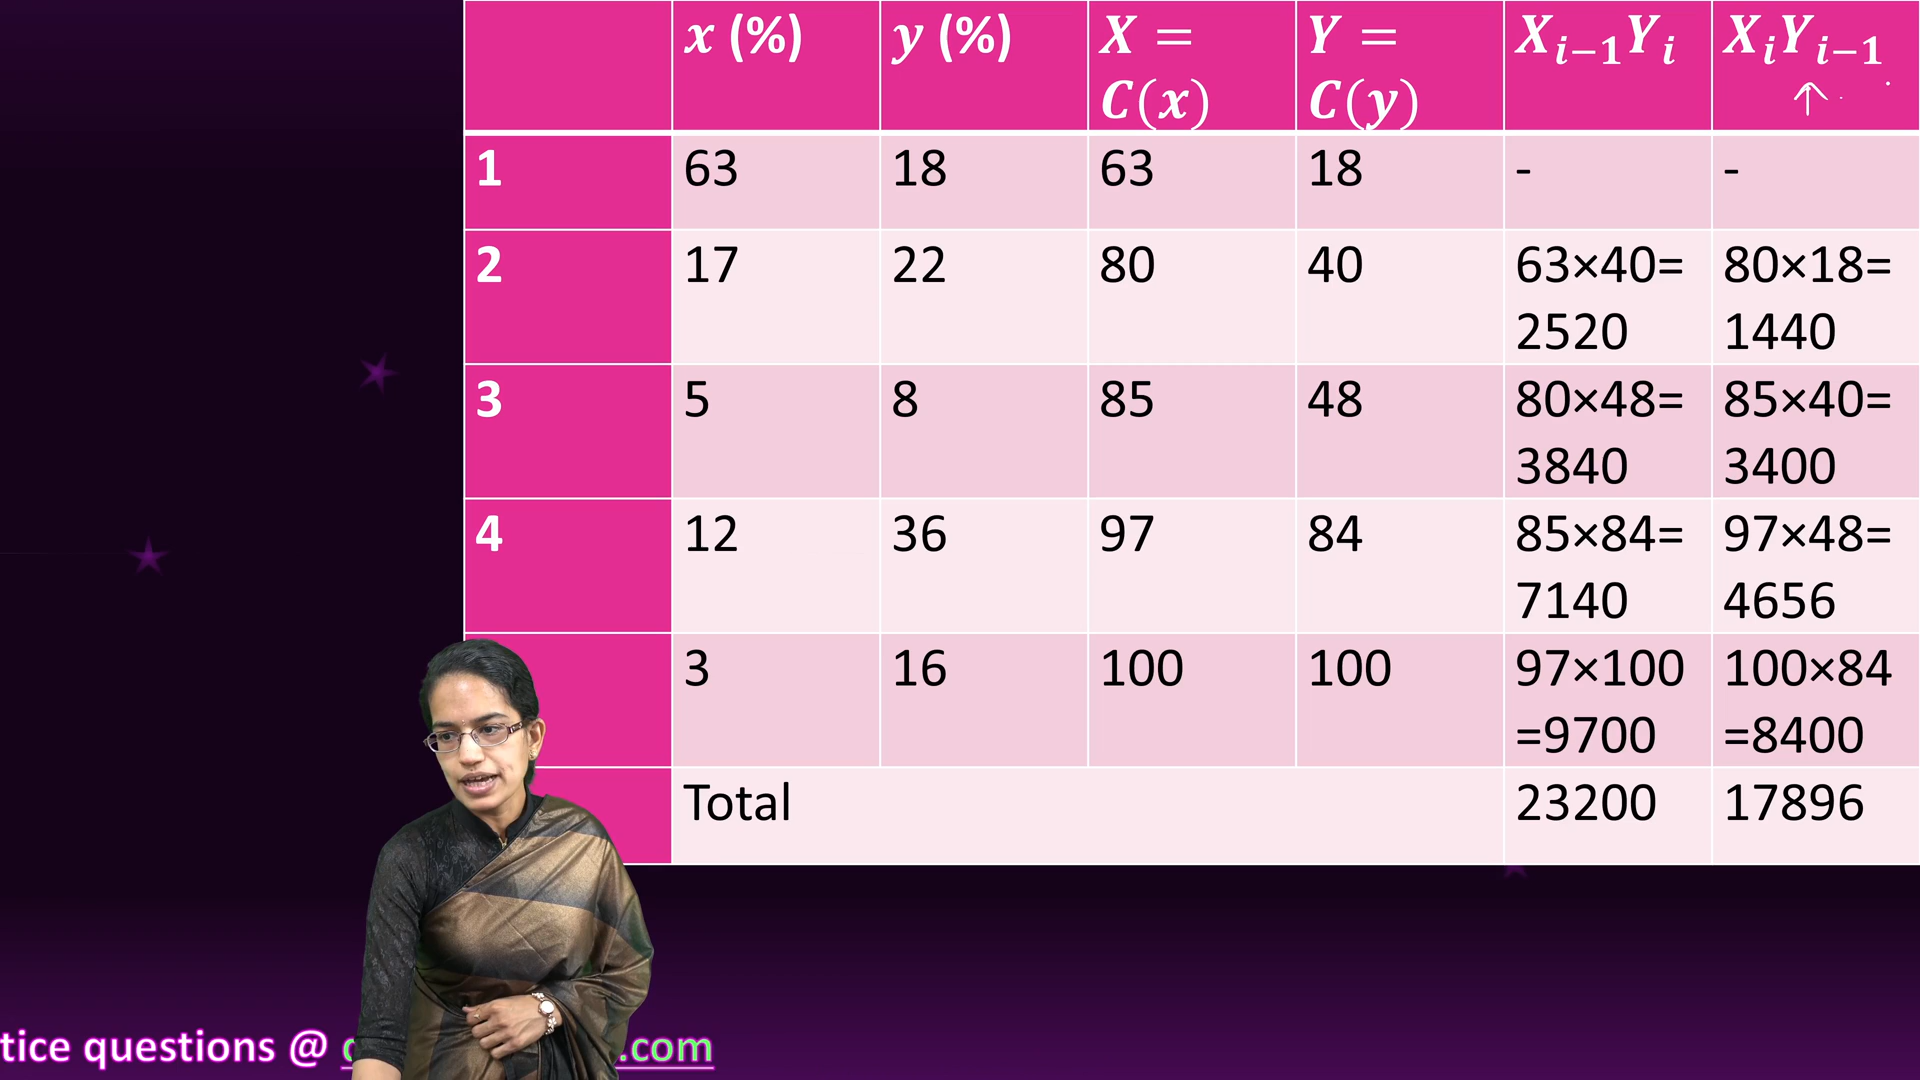 x (%) y (%) X = C(x) Y = C(y) Xᵢ₋₁Yᵢ XᵢYᵢ₋₁
1 63 18 63 18 - -
2 17 22 80 40 63×40=2520 80×18=1440
3 5 8 85 48 80×48=3840 85×40=3400
4 12 36 97 84 85×84=7140 97×48=4656
3 16 100 100 97×100=9700 100×84=8400
Total 23200 17896
tice questions @ .com